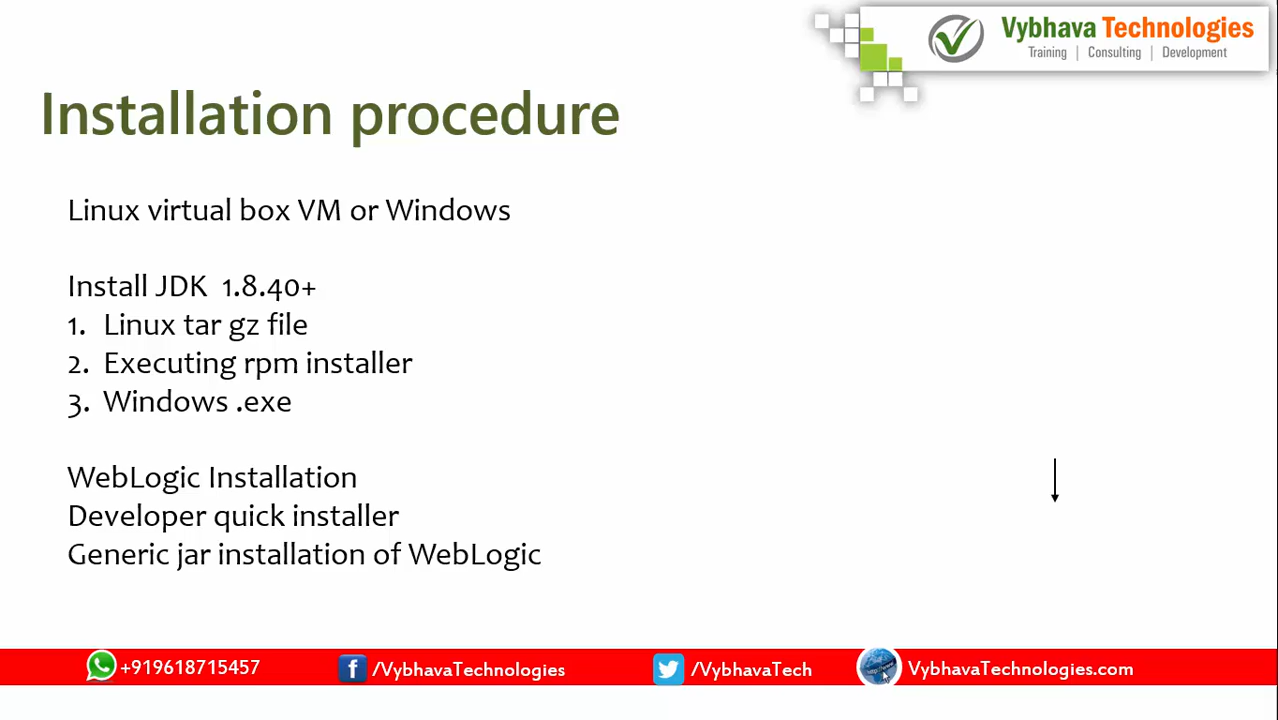 Vybhava Technologies
Training | Consulting | Development
Installation procedure
Linux virtual box VM or Windows
Install JDK 1.8.40+
1. Linux tar gz file
2. Executing rpm installer
3. Windows .exe
WebLogic Installation
Developer quick installer
Generic jar installation of WebLogic
+919618715457 /VybhavaTechnologies /VybhavaTech VybhavaTechnologies.com